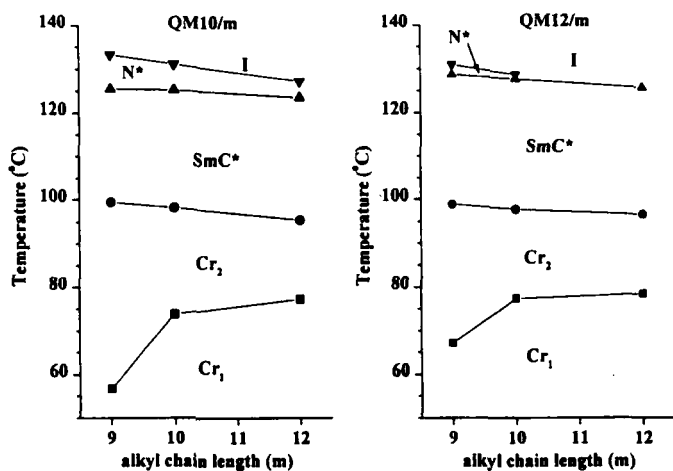 QM10/m
Temperature (°C)
140
120
100
80
60
N*
I
SmC*
Cr₂
Cr₁
9 10 11 12
alkyl chain length (m)
QM12/m
Temperature (°C)
140
120
100
80
60
N*
I
SmC*
Cr₂
Cr₁
9 10 11 12
alkyl chain length (m)